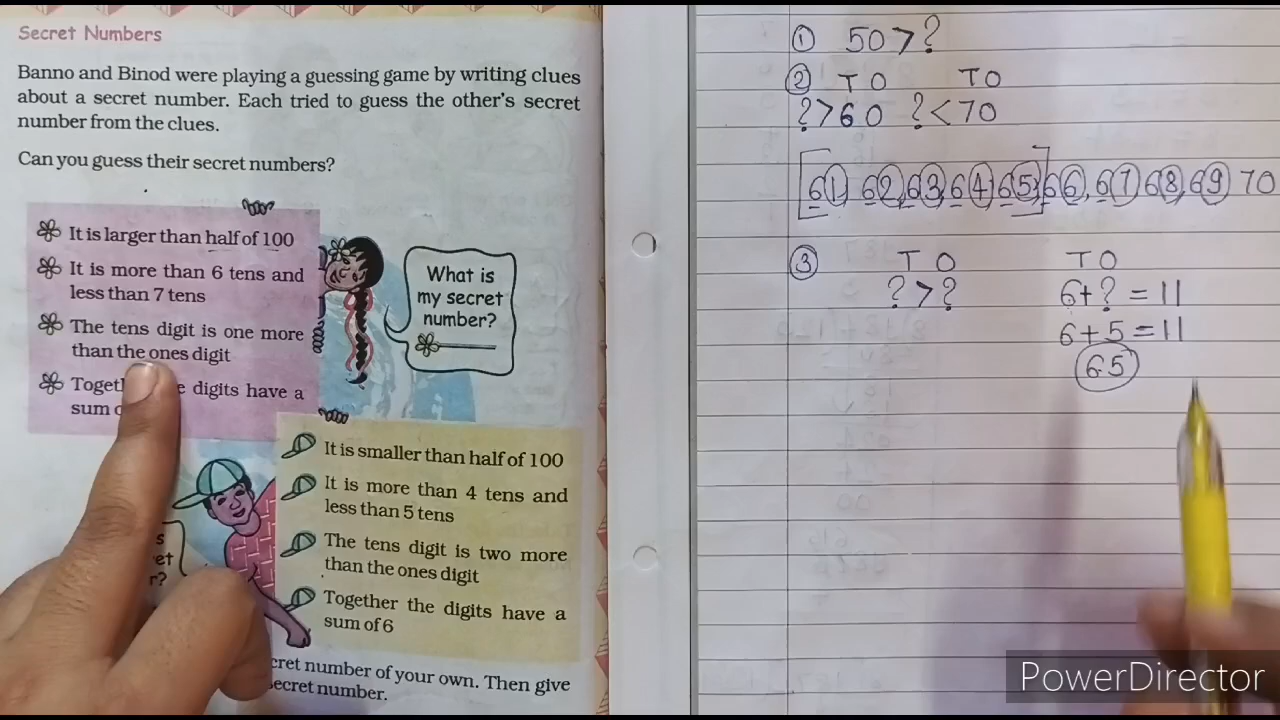 Secret Numbers
Banno and Binod were playing a guessing game by writing clues
about a secret number. Each tried to guess the other's secret
number from the clues.
Can you guess their secret numbers?
It is larger than half of 100
It is more than 6 tens and
less than 7 tens
The tens digit is one more
than the ones digit
digits have a
sum
What is
my secret
number?
It is smaller than half of 100
It is more than 4 tens and
less than 5 tens
The tens digit is two more
than the ones digit
Together the digits have a
sum of 6
number of your own. Then give
secret number.
① 50 > ?
② T O T O
? > 6 0 ? < 70
[61, 62, 63, 64, 65,] 66, 67, 68, 69 70
③ T O T O
? > ? 6 + ? = 11
6 + 5 = 11
65
PowerDirector